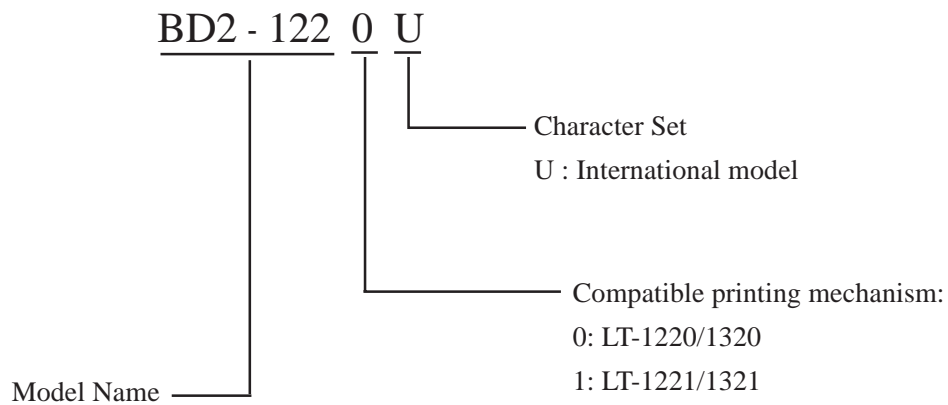 BD2 - 122 0 U
Character Set
U : International model
Compatible printing mechanism:
0: LT-1220/1320
1: LT-1221/1321
Model Name